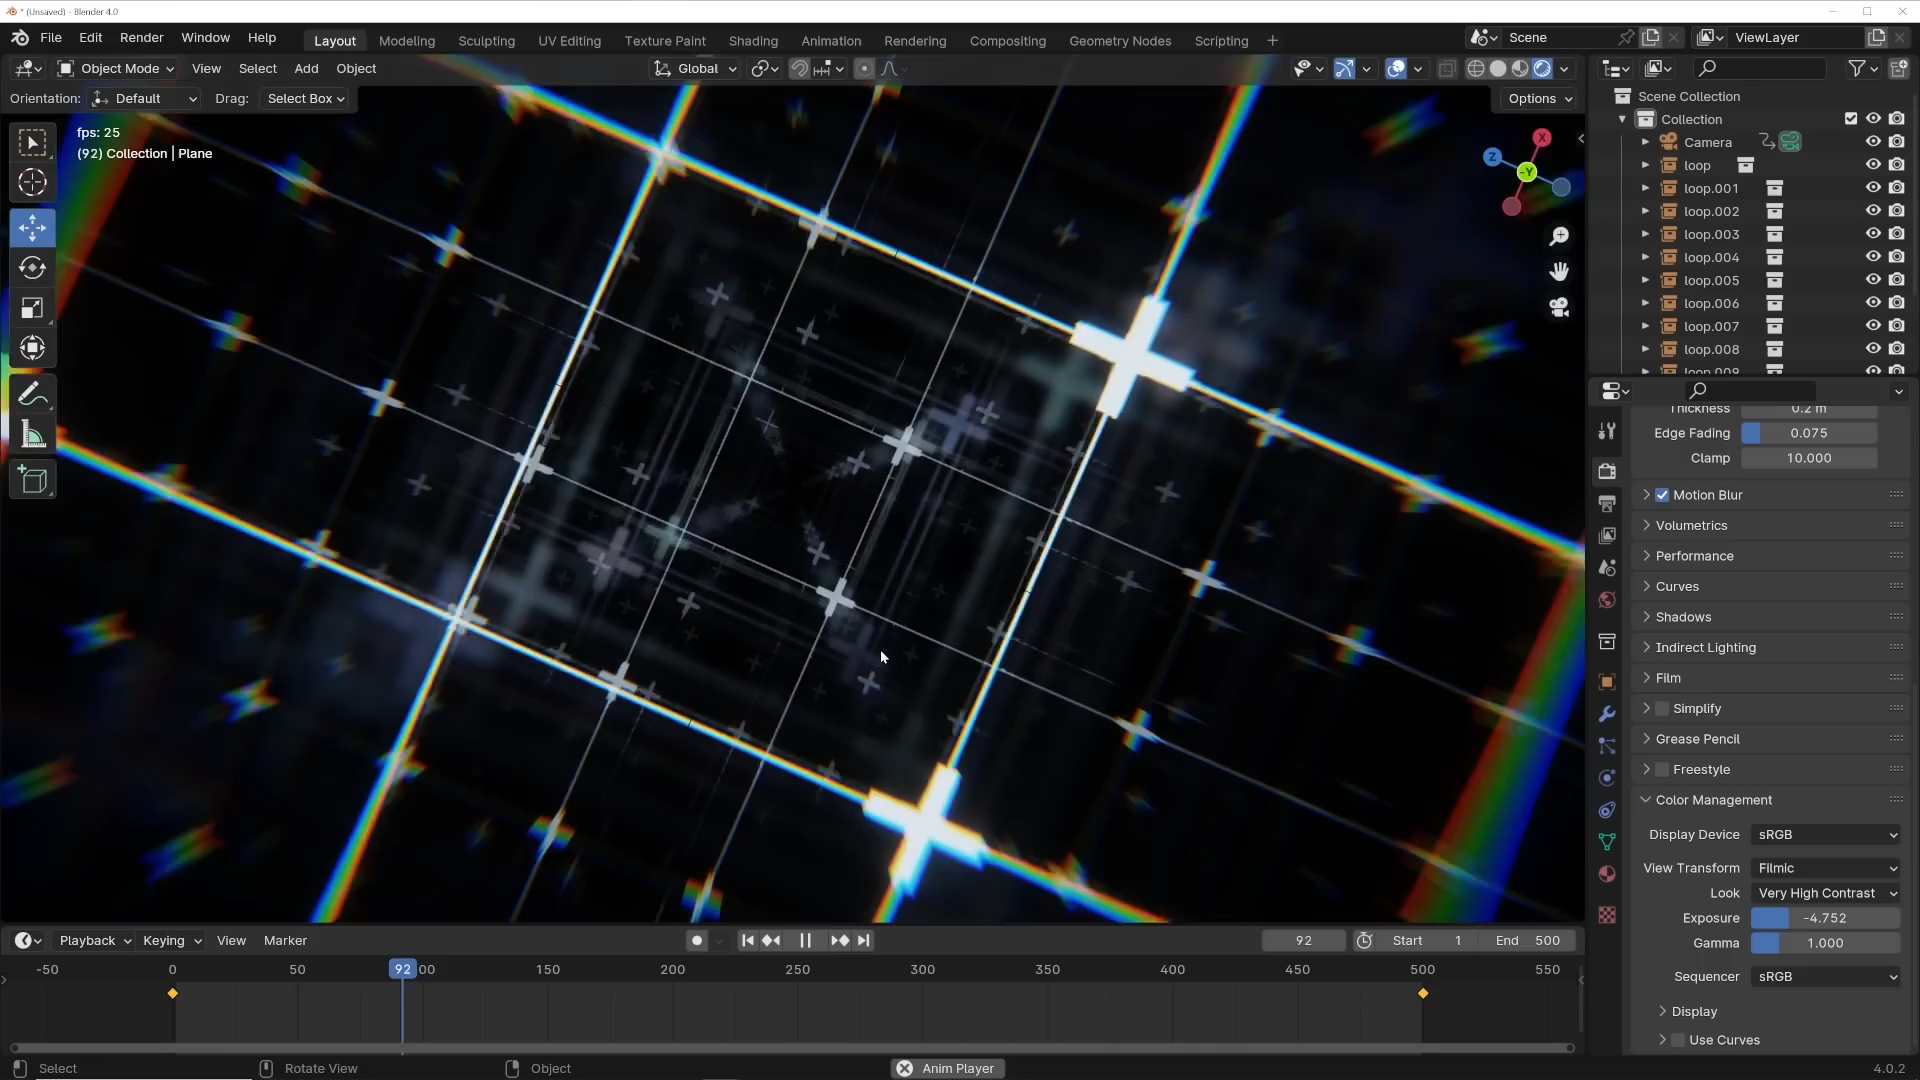 * (Unsaved) - Blender 4.0
File Edit Render Window Help Layout Modeling Sculpting UV Editing Texture Paint Shading Animation Rendering Compositing Geometry Nodes Scripting + Scene ViewLayer
Object Mode View Select Add Object Global
Orientation: Default Drag: Select Box Options
fps: 25
(92) Collection | Plane
X
Z
-Y
Scene Collection
Collection
Camera
loop
loop.001
loop.002
loop.003
loop.004
loop.005
loop.006
loop.007
loop.008
loop.009
Thickness 0.2 m
Edge Fading 0.075
Clamp 10.000
Motion Blur
Volumetrics
Performance
Curves
Shadows
Indirect Lighting
Film
Simplify
Grease Pencil
Freestyle
Color Management
Display Device sRGB
View Transform Filmic
Look Very High Contrast
Exposure -4.752
Gamma 1.000
Sequencer sRGB
Display
Use Curves
Playback Keying View Marker 92 Start 1 End 500
-50 0 50 92 00 150 200 250 300 350 400 450 500 550
Select Rotate View Object Anim Player 4.0.2